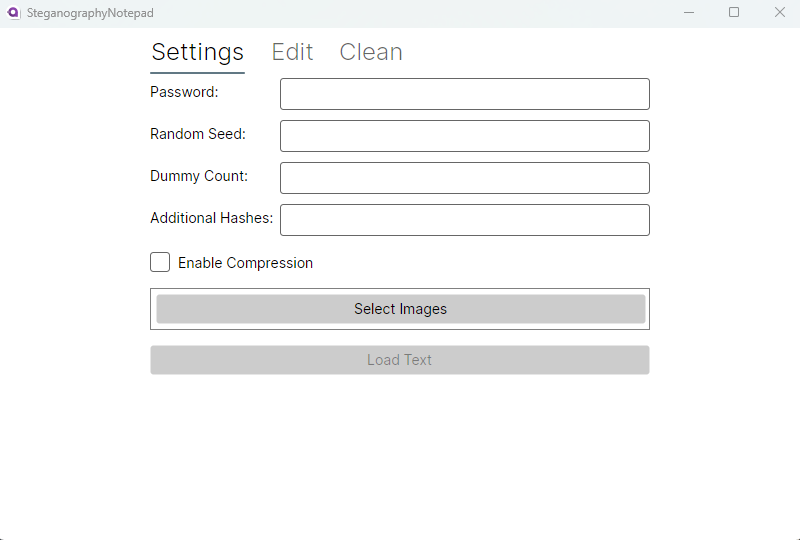 SteganographyNotepad
Settings Edit Clean
Password:
Random Seed:
Dummy Count:
Additional Hashes:
Enable Compression
Select Images
Load Text